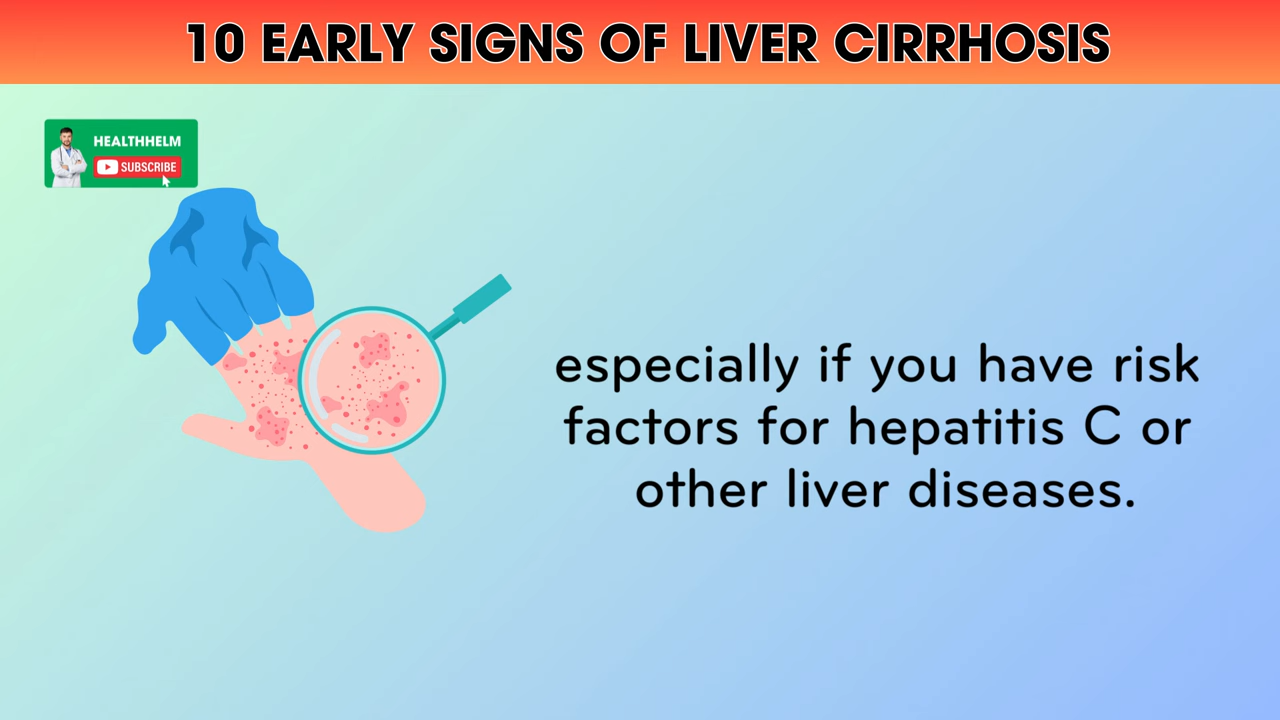 10 EARLY SIGNS OF LIVER CIRRHOSIS
HEALTHHELM
SUBSCRIBE
especially if you have risk
factors for hepatitis C or
other liver diseases.